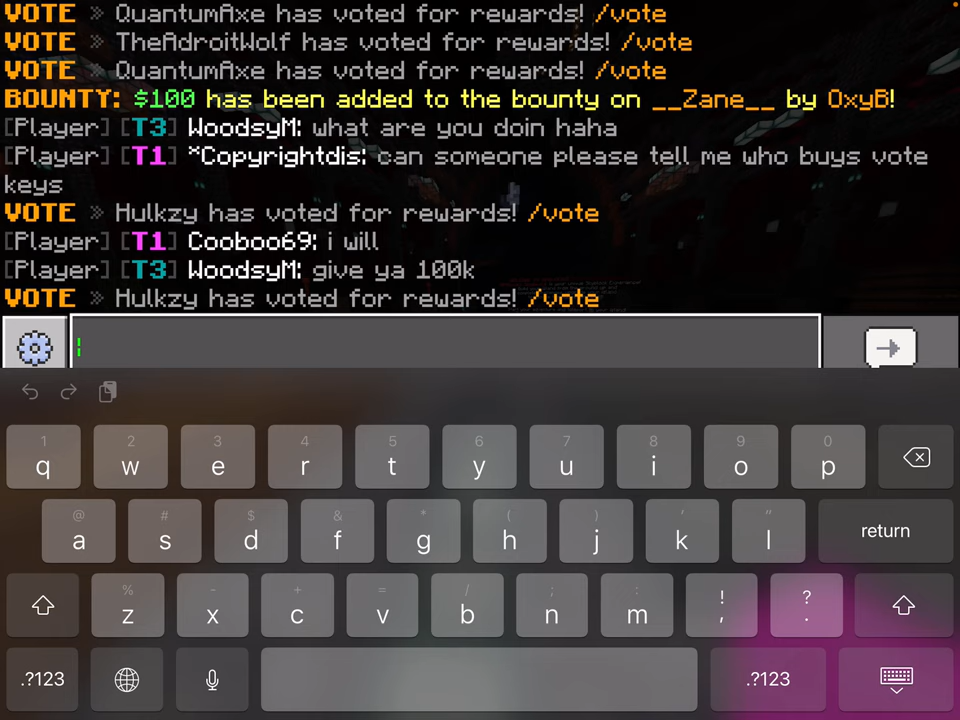 VOTE » QuantumAxe has voted for rewards! /vote
VOTE » TheAdroitWolf has voted for rewards! /vote
VOTE » QuantumAxe has voted for rewards! /vote
BOUNTY: $100 has been added to the bounty on __Zane__ by OxyB!
[Player] [T3] WoodsyM: what are you doin haha
[Player] [T1] *Copyrightdis: can someone please tell me who buys vote
keys
VOTE » Hulkzy has voted for rewards! /vote
[Player] [T1] Cooboo69: i will
[Player] [T3] WoodsyM: give ya 100k
VOTE » Hulkzy has voted for rewards! /vote
1 2 3 4 5 6 7 8 9 0
q w e r t y u i o p
@ # $ & * ( ) ' "
a s d f g h j k l return
% - + = / ; : ! ?
z x c v b n m , .
.?123 .?123